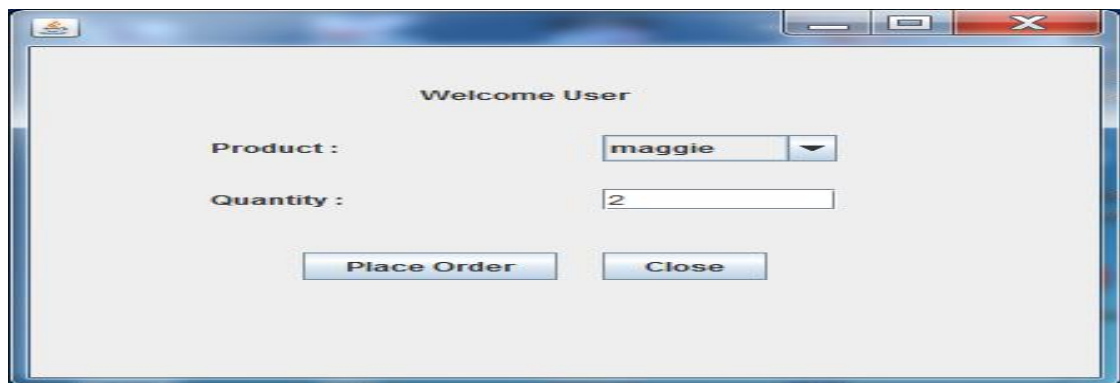 Welcome User
Product : maggie
Quantity : 2
Place Order Close